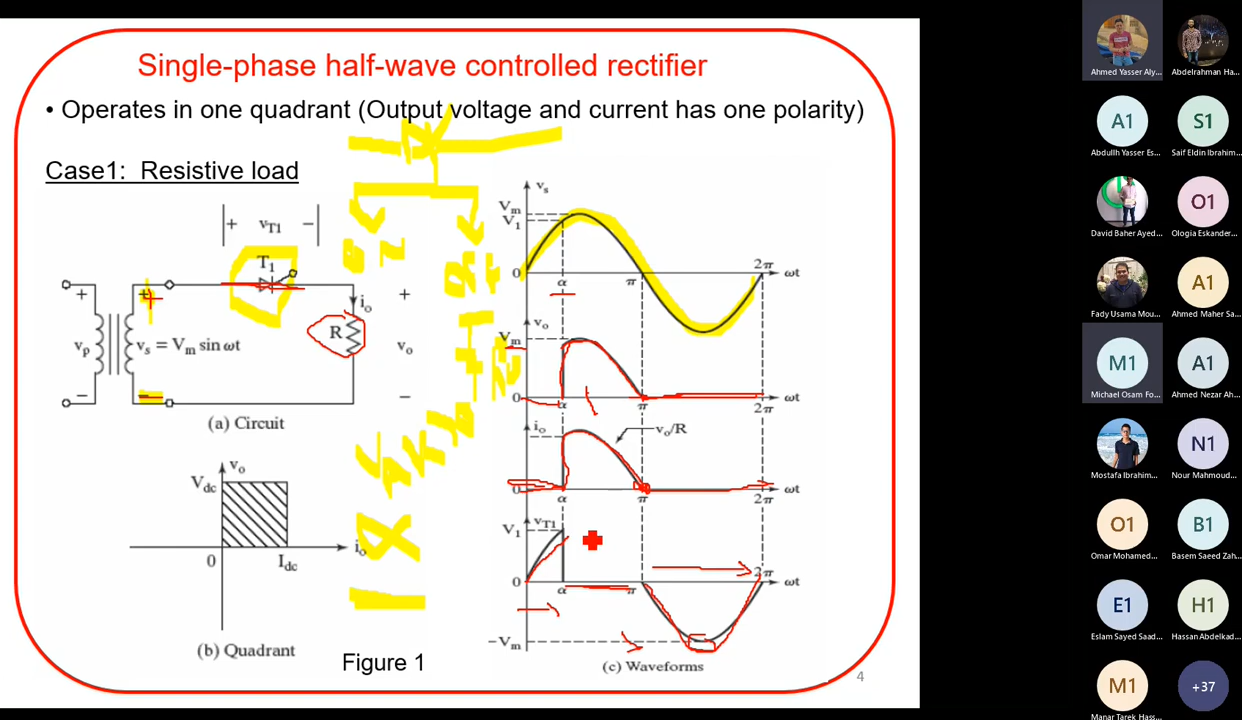 Single-phase half-wave controlled rectifier
• Operates in one quadrant (Output voltage and current has one polarity)
Case1: Resistive load
+ vT1 −
T1
+ + + io
vp vs = Vm sin ωt R vo
− − −
(a) Circuit
vo
Vdc
0 Idc io
(b) Quadrant
Figure 1
vs
Vm
V1
0 α π 2π ωt
vo
Vm
0 α π 2π ωt
io vo/R
0 α π 2π ωt
V1 vT1
0 α π 2π ωt
−Vm
(c) Waveforms
4
Ahmed Yasser Aly...
Abdelrahman Ha...
A1
S1
Abdullh Yasser Es...
Saif Eldin Ibrahim...
O1
David Baher Ayed...
Ologia Eskander...
A1
Fady Usama Mou...
Ahmed Maher Sa...
M1
A1
Michael Osam Fo...
Ahmed Nezar Ah...
N1
Mostafa Ibrahim...
Nour Mahmoud...
O1
B1
Omar Mohamed...
Basem Saeed Zah...
E1
H1
Eslam Sayed Saad...
Hassan Abdelkad...
M1
+37
Manar Tarek Hass...